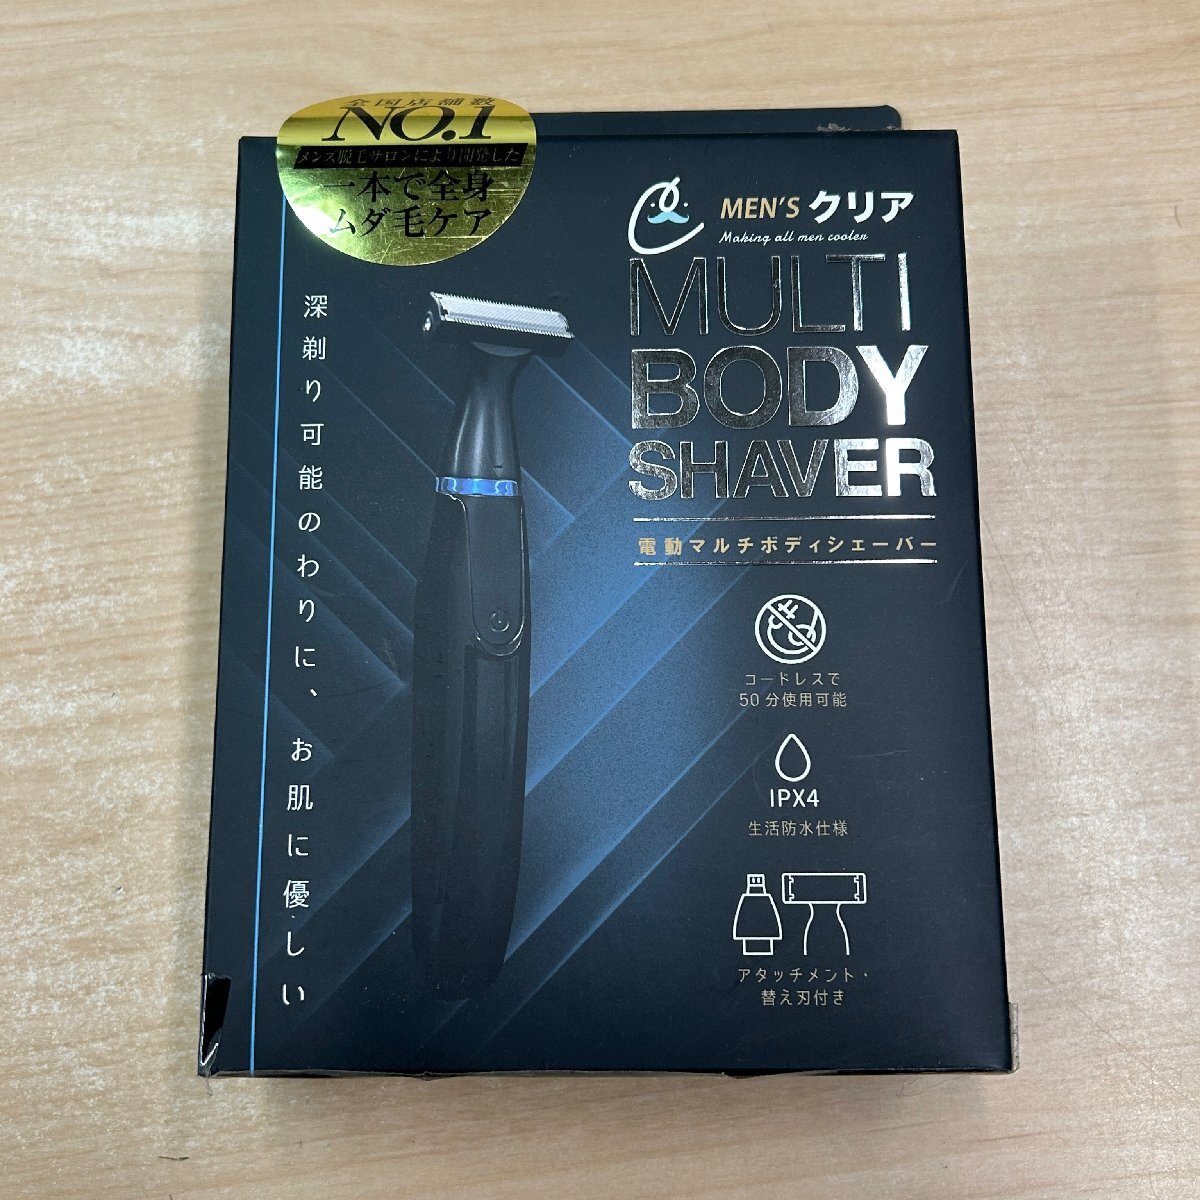 全国店舗数
NO.1
メンズ脱毛サロンにより開発した
一本で全身
ムダ毛ケア
MEN'S クリア
Making all men cooler
MULTI
BODY
SHAVER
電動マルチボディシェーバー
深剃り可能のわりに、お肌に優しい
コードレスで
50分使用可能
IPX4
生活防水仕様
アタッチメント・
替え刃付き